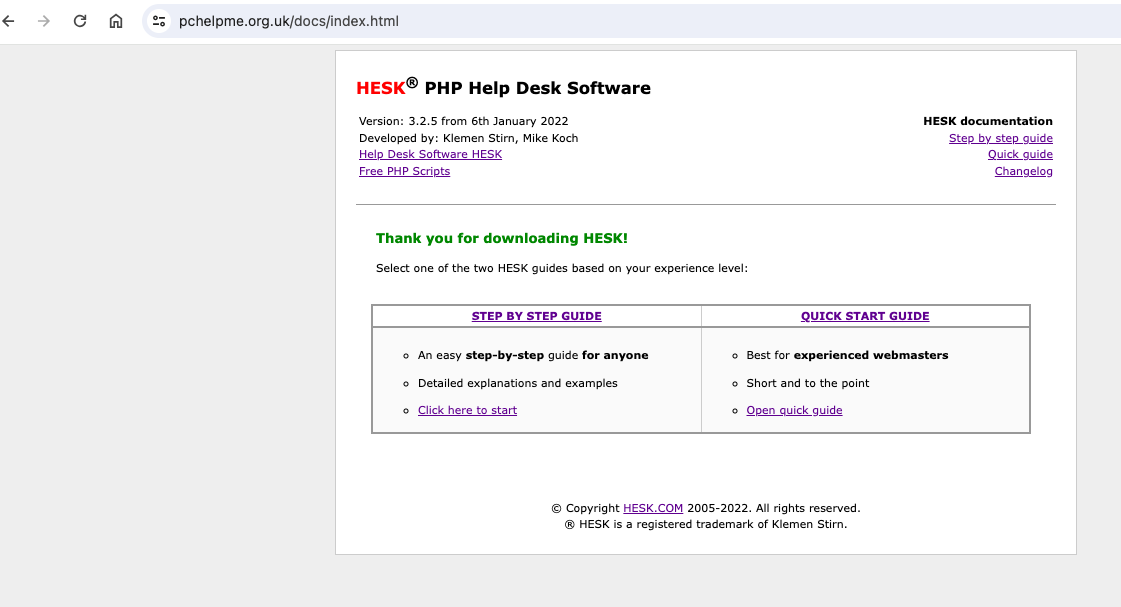 pchelpme.org.uk/docs/index.html
HESK® PHP Help Desk Software
Version: 3.2.5 from 6th January 2022
Developed by: Klemen Stirn, Mike Koch
Help Desk Software HESK
Free PHP Scripts
HESK documentation
Step by step guide
Quick guide
Changelog
Thank you for downloading HESK!
Select one of the two HESK guides based on your experience level:
STEP BY STEP GUIDE
An easy step-by-step guide for anyone
Detailed explanations and examples
Click here to start
QUICK START GUIDE
Best for experienced webmasters
Short and to the point
Open quick guide
© Copyright HESK.COM 2005-2022. All rights reserved.
® HESK is a registered trademark of Klemen Stirn.